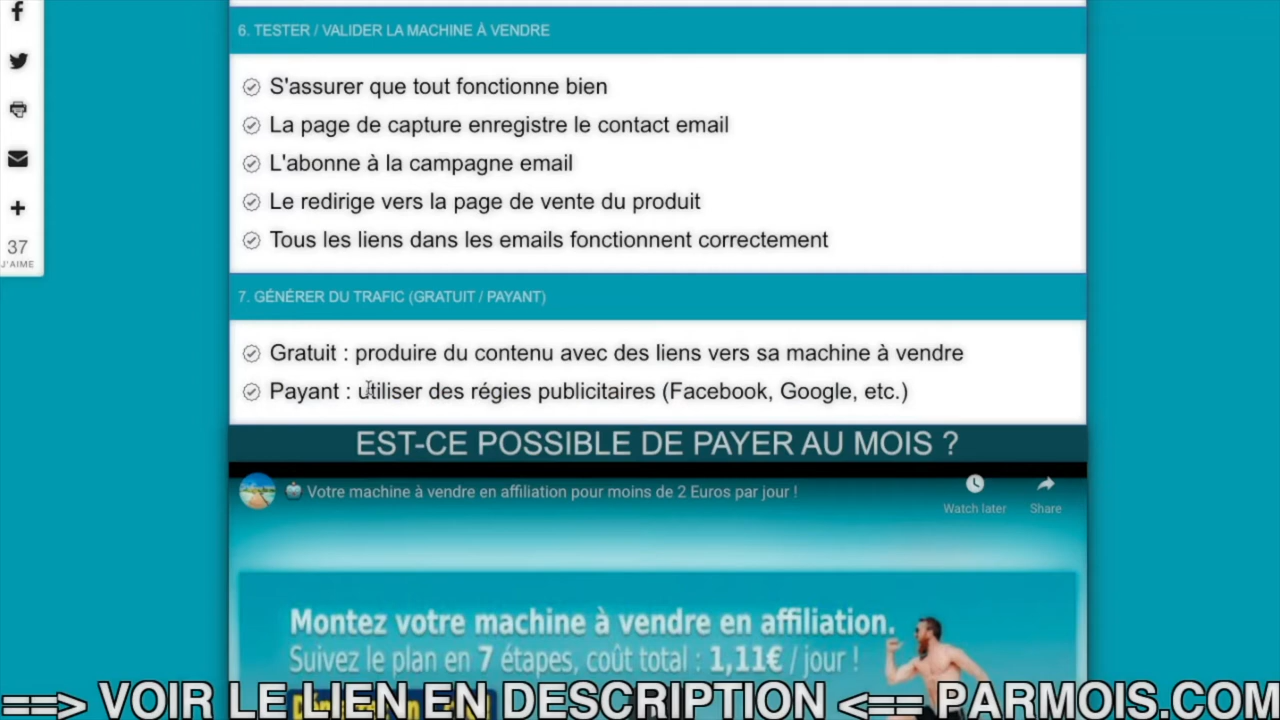 6. TESTER / VALIDER LA MACHINE À VENDRE
S'assurer que tout fonctionne bien
La page de capture enregistre le contact email
L'abonne à la campagne email
Le redirige vers la page de vente du produit
Tous les liens dans les emails fonctionnent correctement
37
J'AIME
7. GÉNÉRER DU TRAFIC (GRATUIT / PAYANT)
Gratuit : produire du contenu avec des liens vers sa machine à vendre
Payant : utiliser des régies publicitaires (Facebook, Google, etc.)
EST-CE POSSIBLE DE PAYER AU MOIS ?
Votre machine à vendre en affiliation pour moins de 2 Euros par jour !
Watch later
Share
Montez votre machine à vendre en affiliation.
Suivez le plan en 7 étapes, coût total : 1,11€ / jour !
==> VOIR LE LIEN EN DESCRIPTION <== PARMOIS.COM